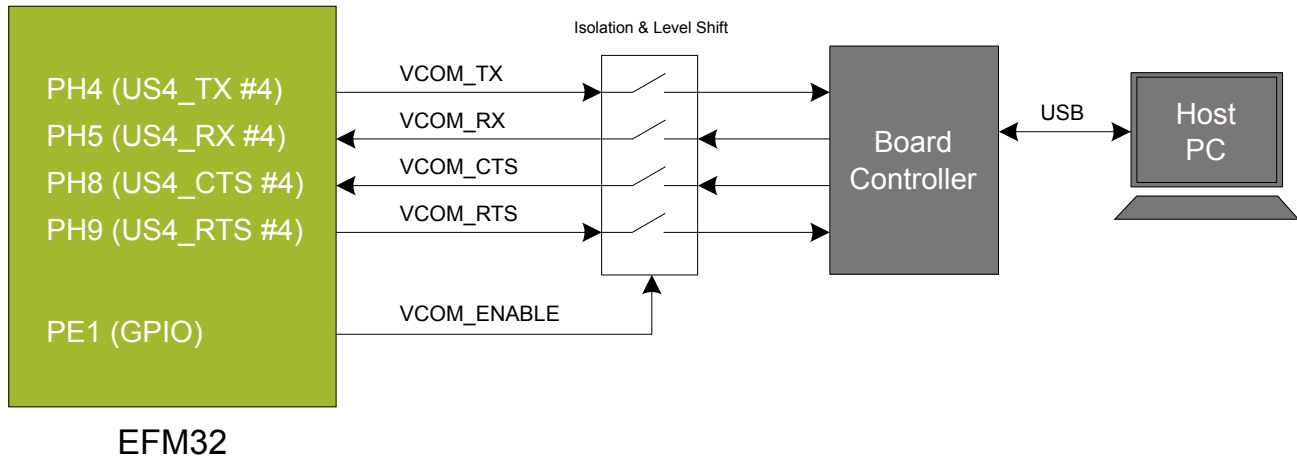 Isolation & Level Shift
PH4 (US4_TX #4)
VCOM_TX
PH5 (US4_RX #4)
VCOM_RX
PH8 (US4_CTS #4)
VCOM_CTS
PH9 (US4_RTS #4)
VCOM_RTS
PE1 (GPIO)
VCOM_ENABLE
Board
Controller
USB
Host
PC
EFM32